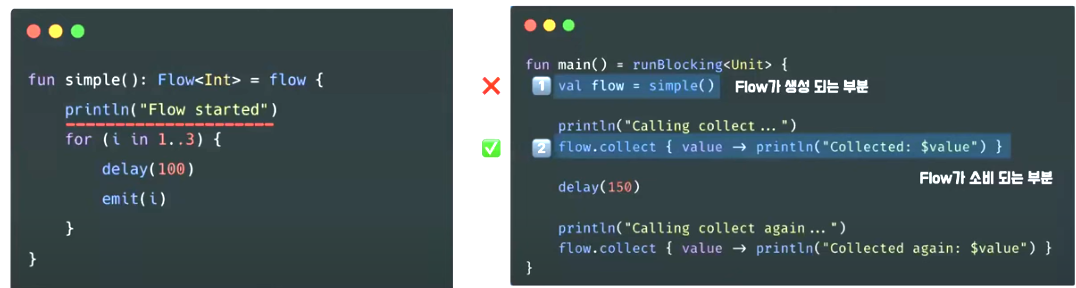 fun simple(): Flow<Int> = flow {
    println("Flow started")
    for (i in 1..3) {
        delay(100)
        emit(i)
    }
}
fun main() = runBlocking<Unit> {
❌ 1 val flow = simple() Flow가 생성 되는 부분
    println("Calling collect...")
✅ 2 flow.collect { value -> println("Collected: $value") }
Flow가 소비 되는 부분
    delay(150)
    println("Calling collect again...")
    flow.collect { value -> println("Collected again: $value") }
}